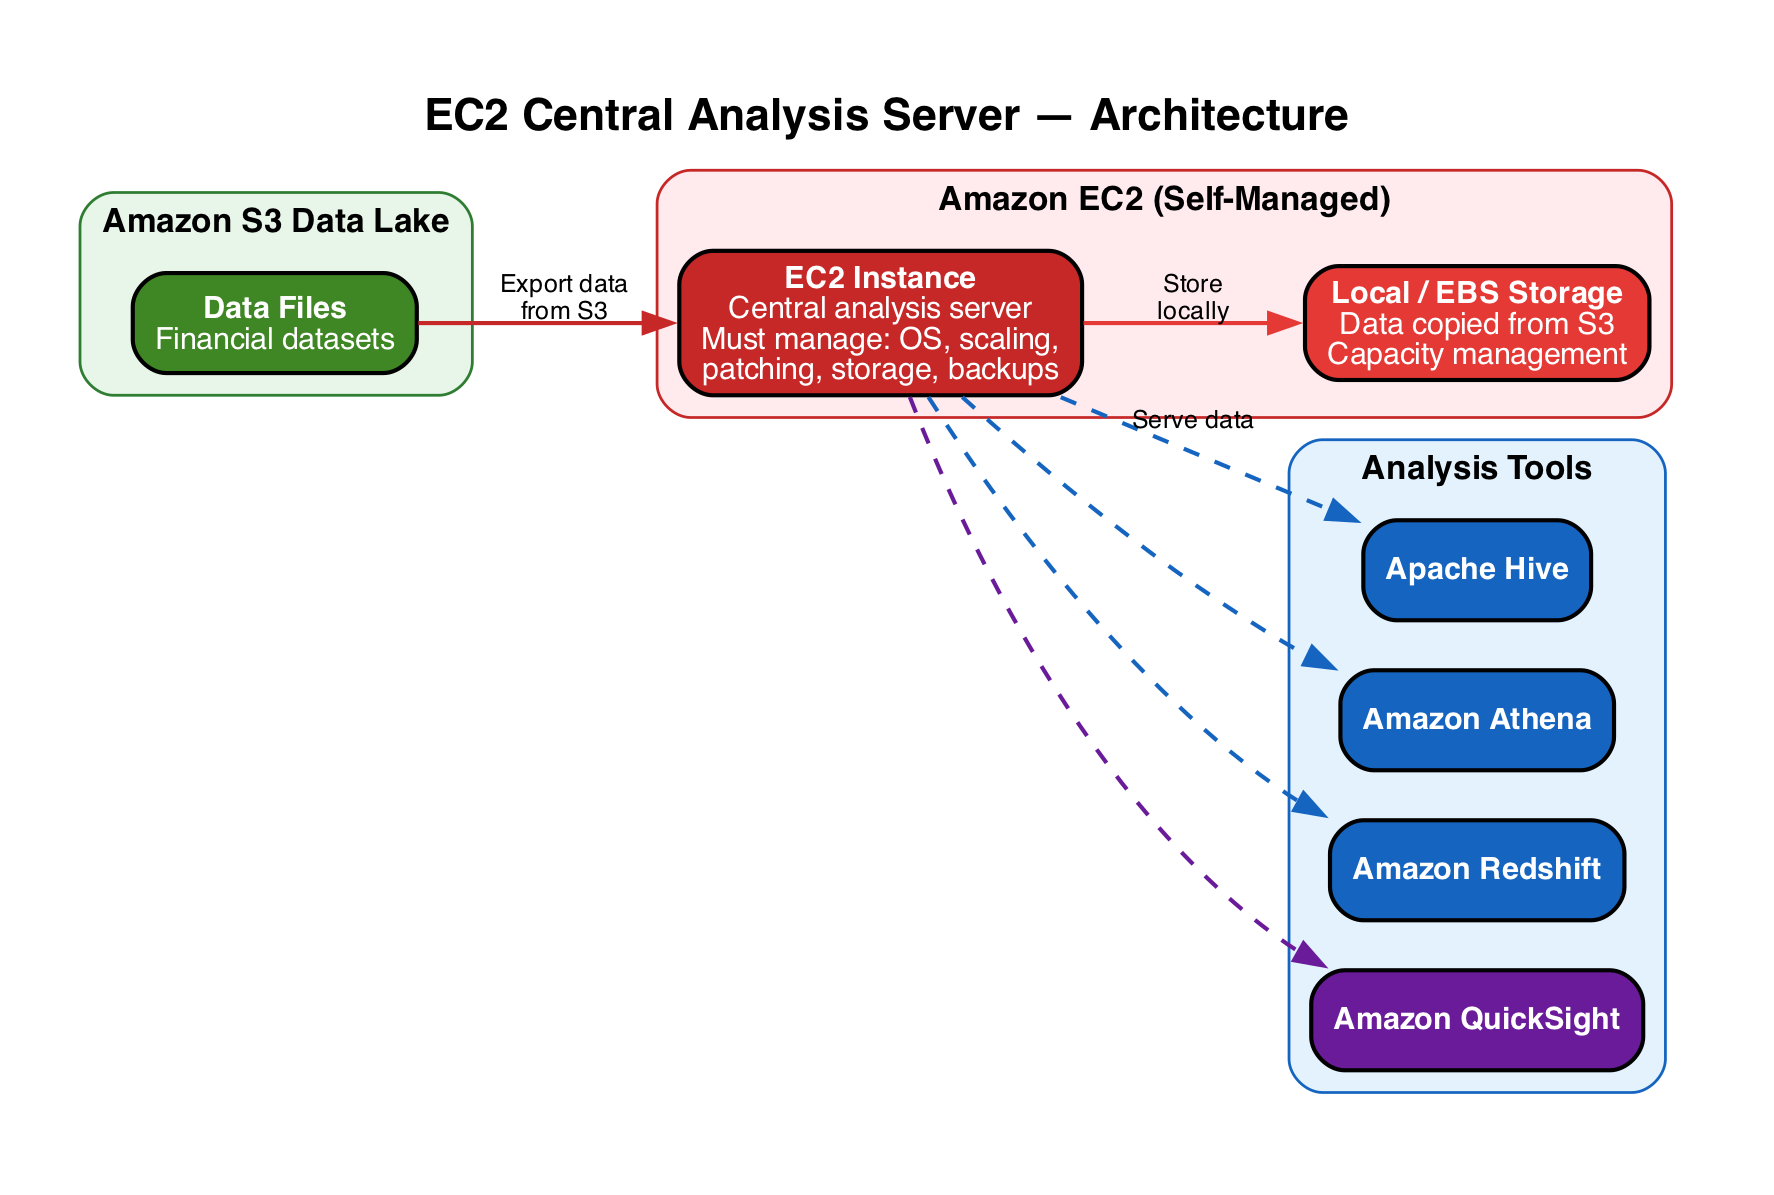 EC2 Central Analysis Server — Architecture
Amazon S3 Data Lake
Data Files
Financial datasets
Export data
from S3
Amazon EC2 (Self-Managed)
EC2 Instance
Central analysis server
Must manage: OS, scaling,
patching, storage, backups
Store
locally
Local / EBS Storage
Data copied from S3
Capacity management
Serve data
Analysis Tools
Apache Hive
Amazon Athena
Amazon Redshift
Amazon QuickSight